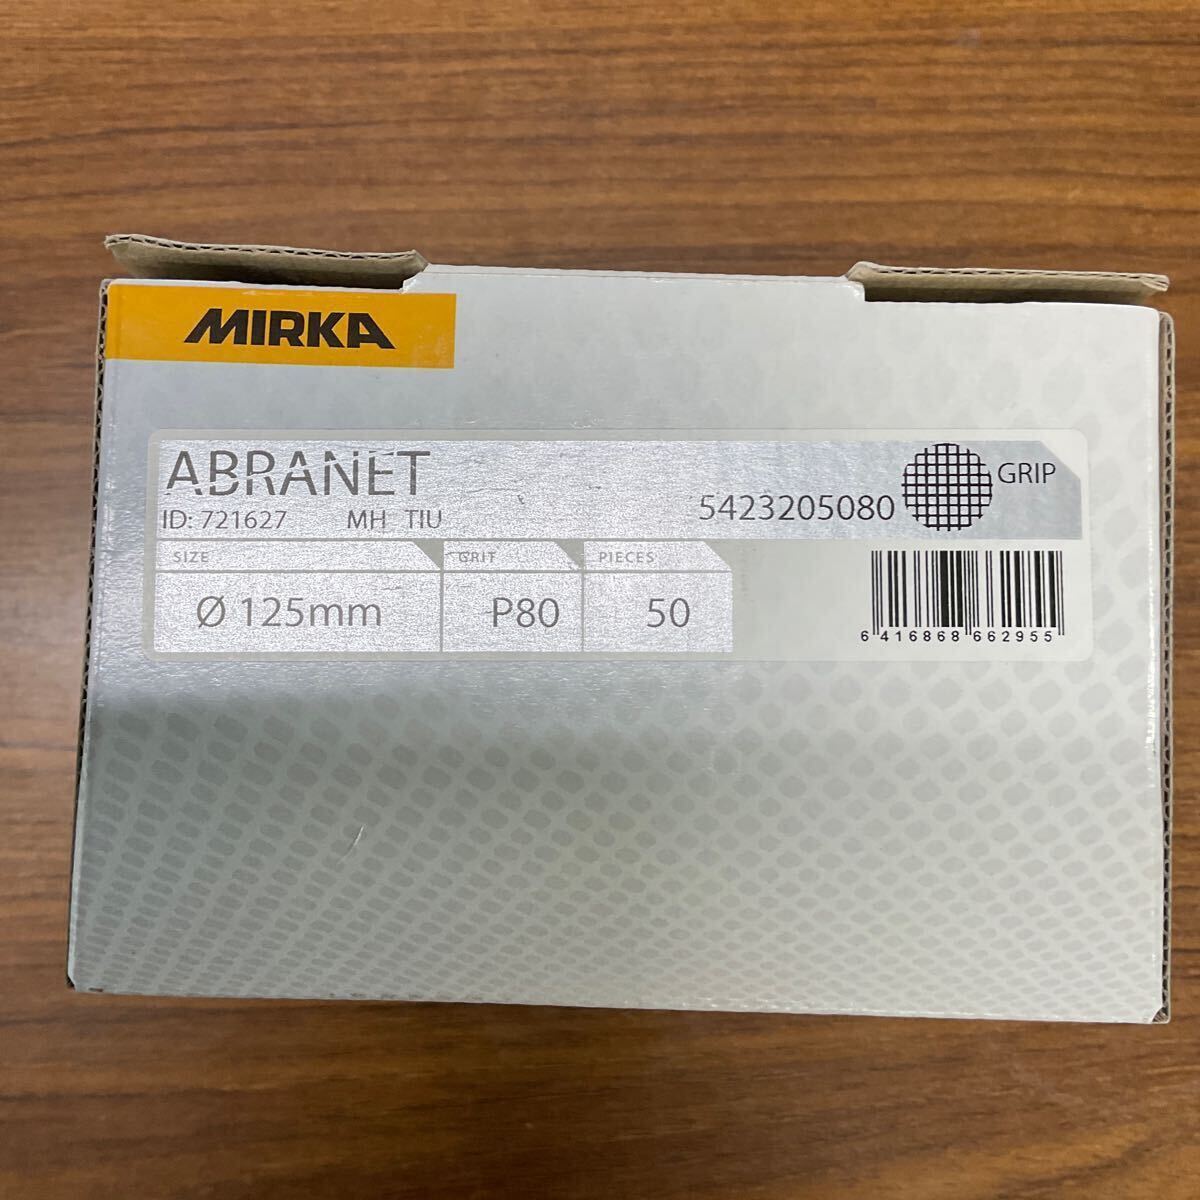 MIRKA
ABRANET
ID: 721627 MH TIU 5423205080 GRIP
SIZE GRIT PIECES
Ø 125mm P80 50
6 416868 662955